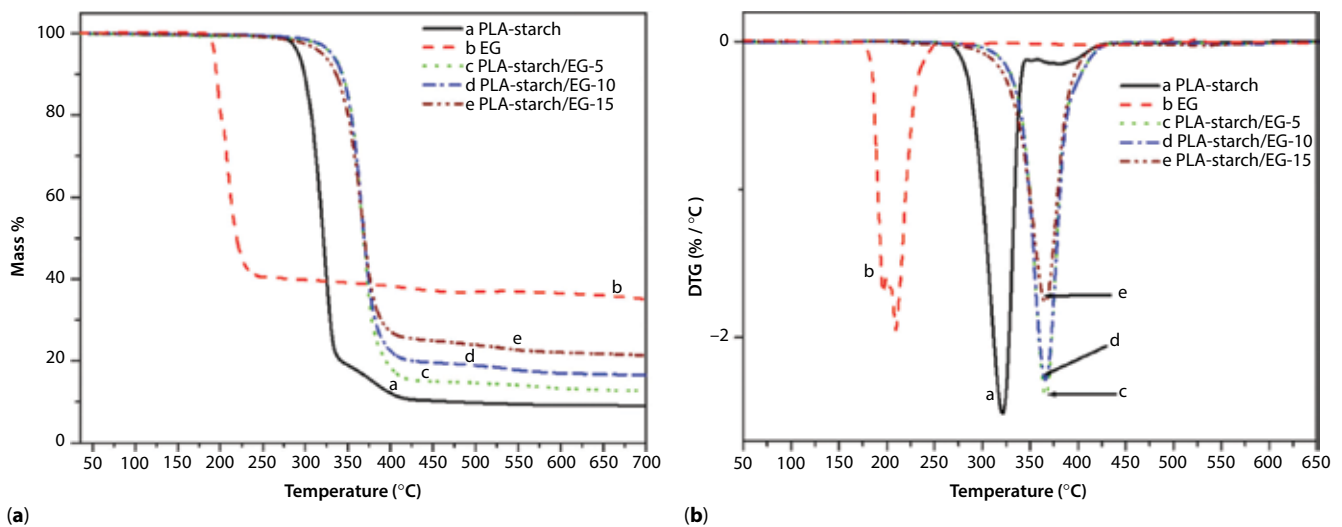 100
80
60
40
20
0
Mass %
a PLA-starch
b EG
c PLA-starch/EG-5
d PLA-starch/EG-10
e PLA-starch/EG-15
b
e
d
c
a
50 100 150 200 250 300 350 400 450 500 550 600 650 700
Temperature (°C)
(a)
0
−2
DTG (% / °C)
a PLA-starch
b EG
c PLA-starch/EG-5
d PLA-starch/EG-10
e PLA-starch/EG-15
b
e
d
a
c
50 100 150 200 250 300 350 400 450 500 550 600 650
Temperature (°C)
(b)